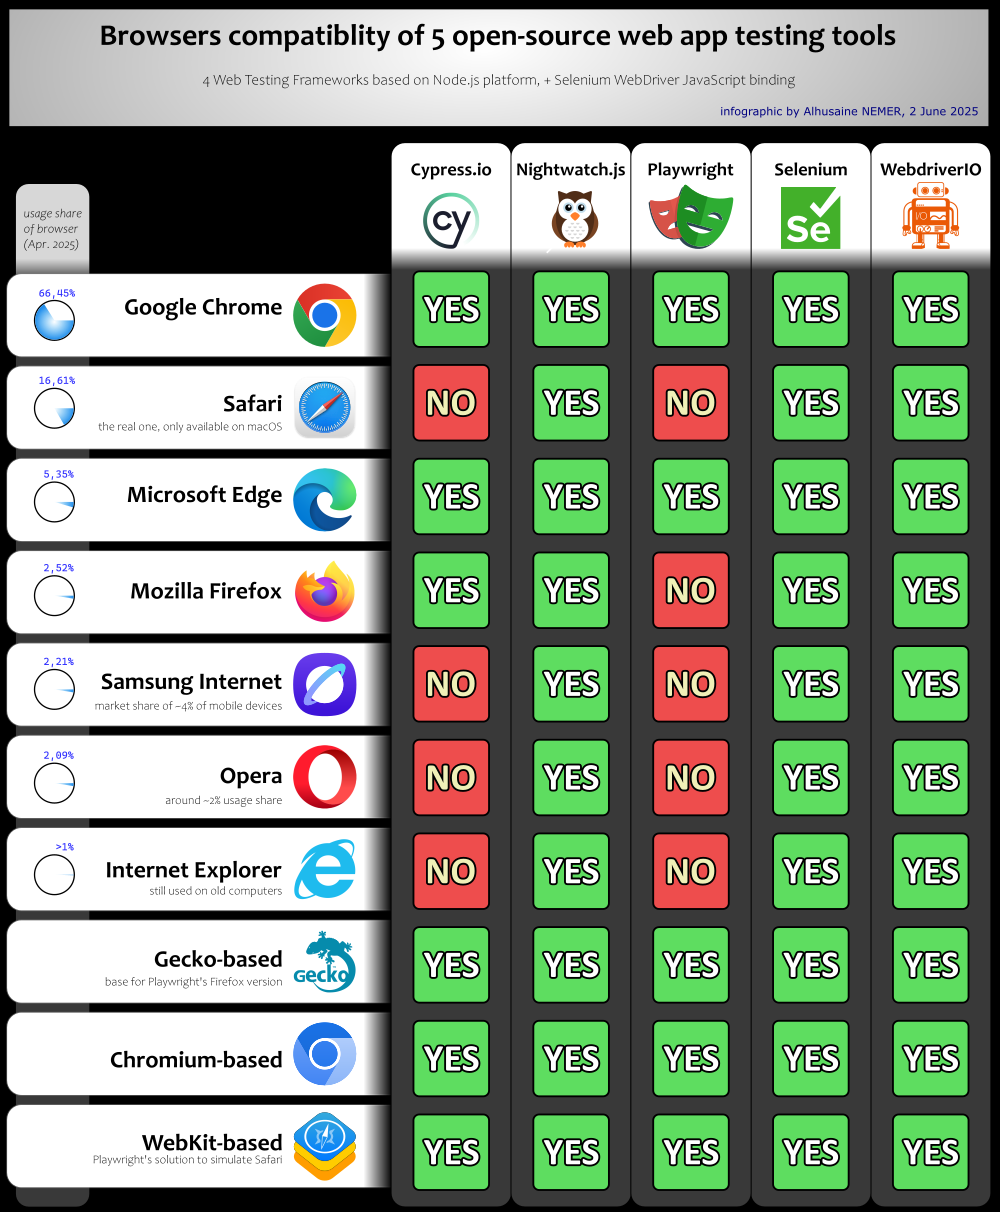 Browsers compatiblity of 5 open-source web app testing tools
4 Web Testing Frameworks based on Node.js platform, + Selenium WebDriver JavaScript binding
infographic by Alhusaine NEMER, 2 June 2025
Cypress.io Nightwatch.js Playwright Selenium WebdriverIO
cy Se I/O
usage share
of browser
(Apr. 2025)
66,45%
Google Chrome YES YES YES YES YES
16,61%
Safari NO YES NO YES YES
the real one, only available on macOS
5,35%
Microsoft Edge YES YES YES YES YES
2,52%
Mozilla Firefox YES YES NO YES YES
2,21%
Samsung Internet NO YES NO YES YES
market share of ~4% of mobile devices
2,09%
Opera NO YES NO YES YES
around ~2% usage share
>1%
Internet Explorer NO YES NO YES YES
still used on old computers
Gecko-based Gecko YES YES YES YES YES
base for Playwright's Firefox version
Chromium-based YES YES YES YES YES
WebKit-based YES YES YES YES YES
Playwright's solution to simulate Safari